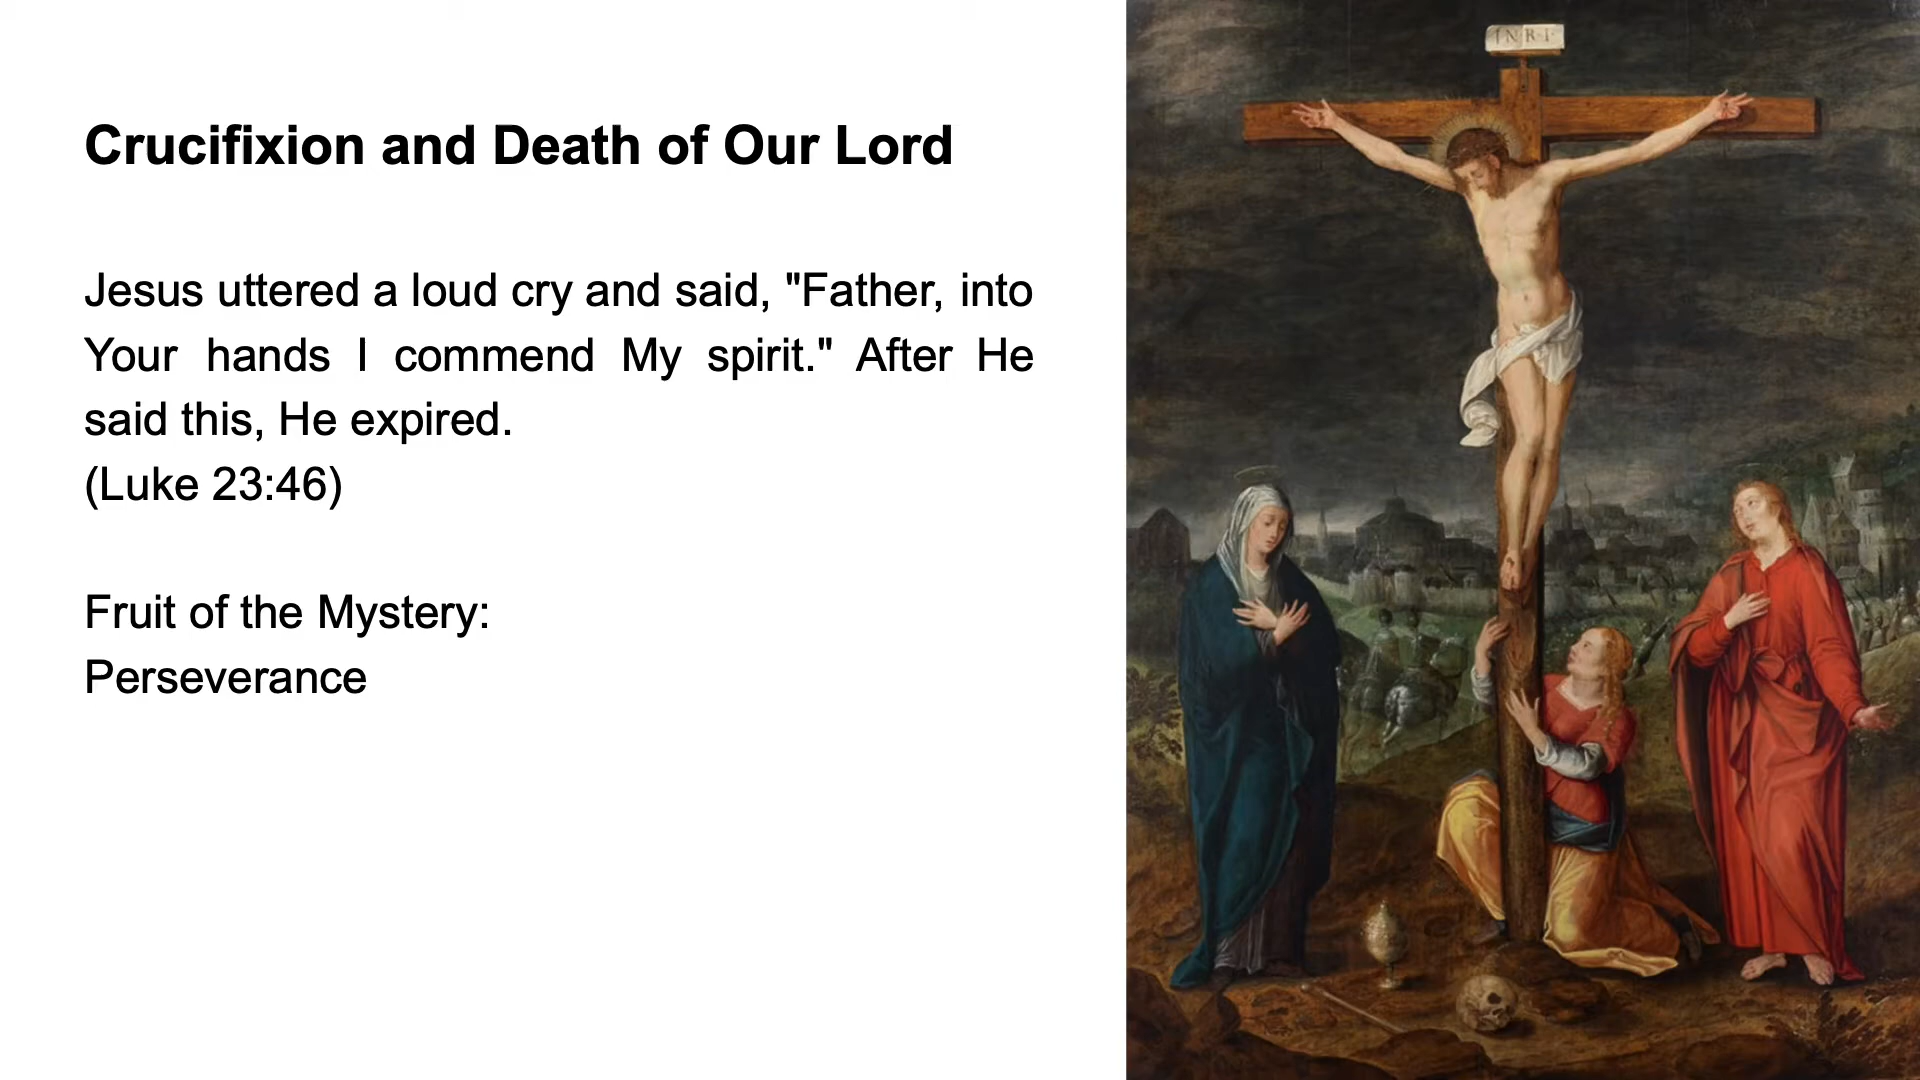 Crucifixion and Death of Our Lord
Jesus uttered a loud cry and said, "Father, into
Your hands I commend My spirit." After He
said this, He expired.
(Luke 23:46)
Fruit of the Mystery:
Perseverance
INRI